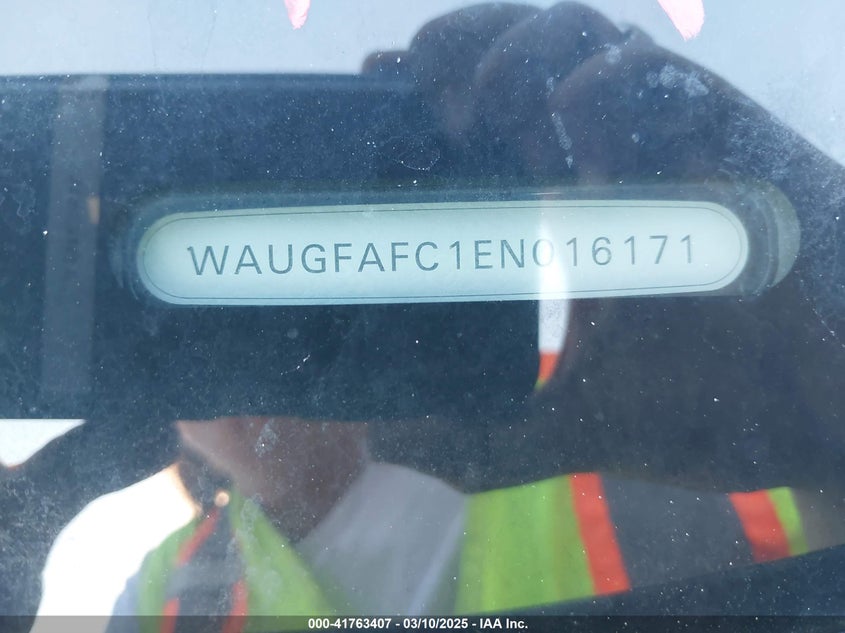 WAUGFAFC1EN016171
000-41763407 - 03/10/2025 - IAA Inc.